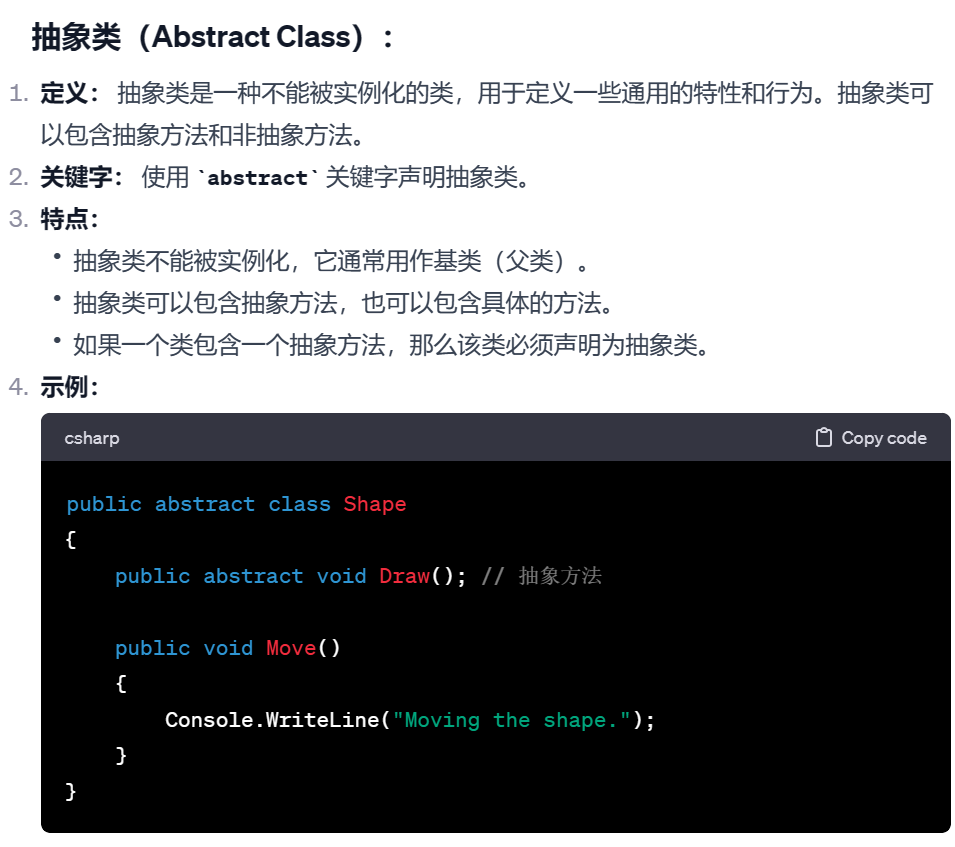 抽象类（Abstract Class）：
1. 定义： 抽象类是一种不能被实例化的类，用于定义一些通用的特性和行为。抽象类可
以包含抽象方法和非抽象方法。
2. 关键字： 使用 `abstract` 关键字声明抽象类。
3. 特点：
• 抽象类不能被实例化，它通常用作基类（父类）。
• 抽象类可以包含抽象方法，也可以包含具体的方法。
• 如果一个类包含一个抽象方法，那么该类必须声明为抽象类。
4. 示例：
csharp Copy code
public abstract class Shape
{
    public abstract void Draw(); // 抽象方法
    public void Move()
    {
        Console.WriteLine("Moving the shape.");
    }
}